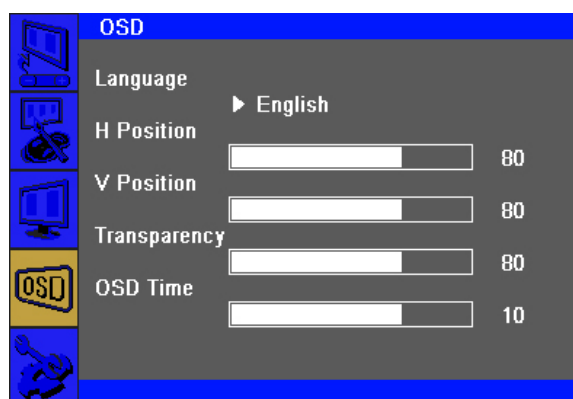 OSD
Language
English
H Position
80
V Position
80
Transparency
80
OSD
OSD Time
10